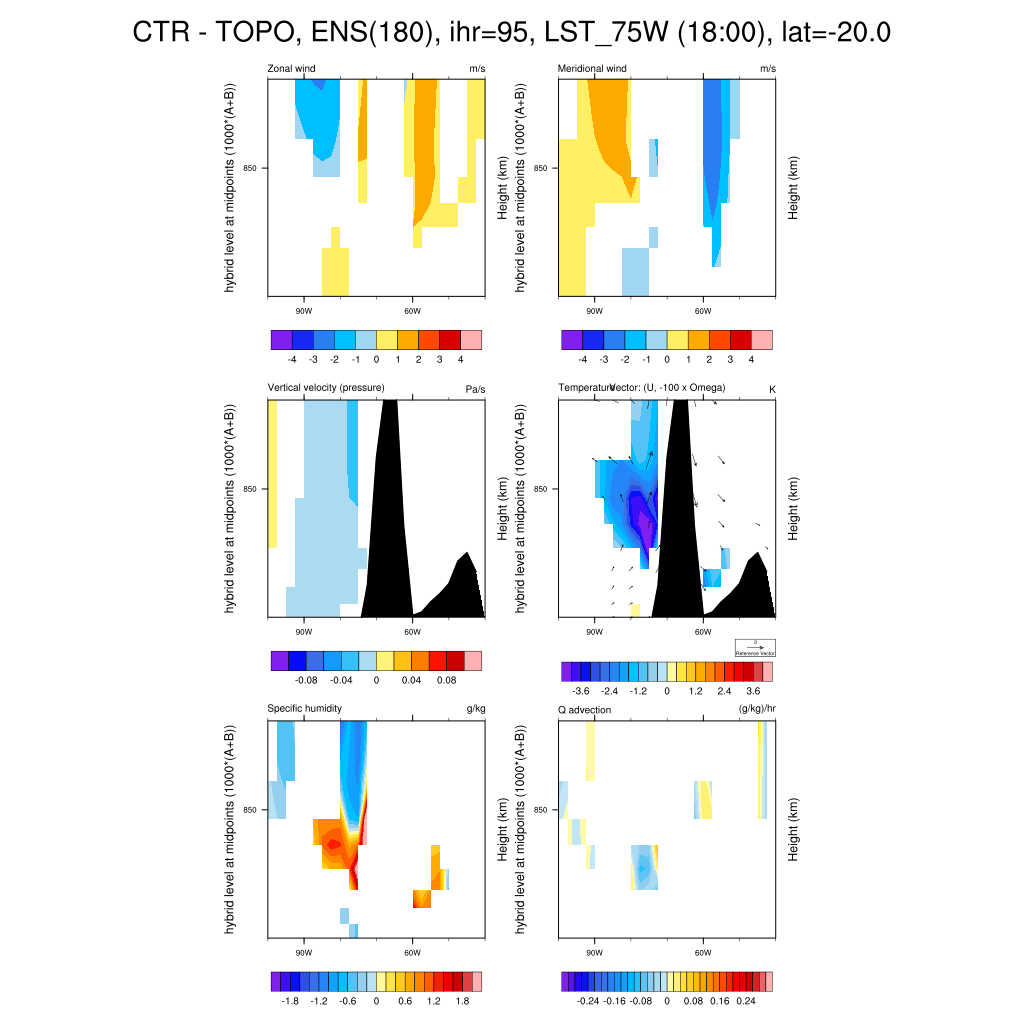 CTR - TOPO, ENS(180), ihr=95, LST_75W (18:00), lat=-20.0
Zonal wind m/s
hybrid level at midpoints (1000*(A+B))
850
Height (km)
90W 60W
-4 -3 -2 -1 0 1 2 3 4
Meridional wind m/s
hybrid level at midpoints (1000*(A+B))
850
Height (km)
90W 60W
-4 -3 -2 -1 0 1 2 3 4
Vertical velocity (pressure) Pa/s
hybrid level at midpoints (1000*(A+B))
850
Height (km)
90W 60W
-0.08 -0.04 0 0.04 0.08
Temperature Vector: (U, -100 x Omega) K
hybrid level at midpoints (1000*(A+B))
850
Height (km)
90W 60W
3
Reference Vector
-3.6 -2.4 -1.2 0 1.2 2.4 3.6
Specific humidity g/kg
hybrid level at midpoints (1000*(A+B))
850
Height (km)
90W 60W
-1.8 -1.2 -0.6 0 0.6 1.2 1.8
Q advection (g/kg)/hr
hybrid level at midpoints (1000*(A+B))
850
Height (km)
90W 60W
-0.24 -0.16 -0.08 0 0.08 0.16 0.24